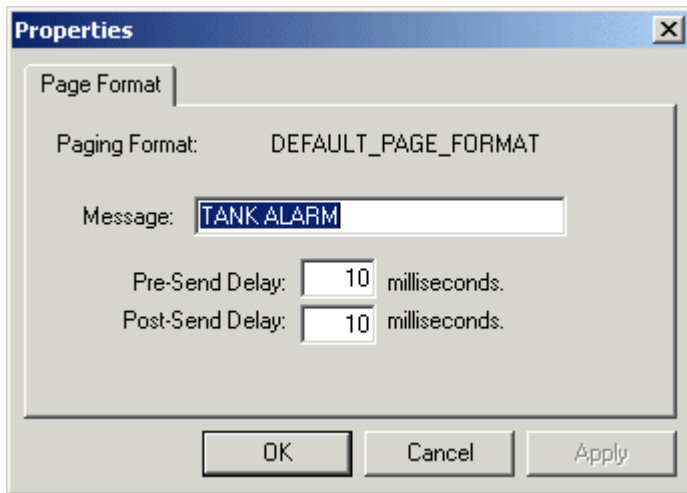 Properties
Page Format
Paging Format: DEFAULT_PAGE_FORMAT
Message: TANK ALARM
Pre-Send Delay: 10 milliseconds.
Post-Send Delay: 10 milliseconds.
OK Cancel Apply